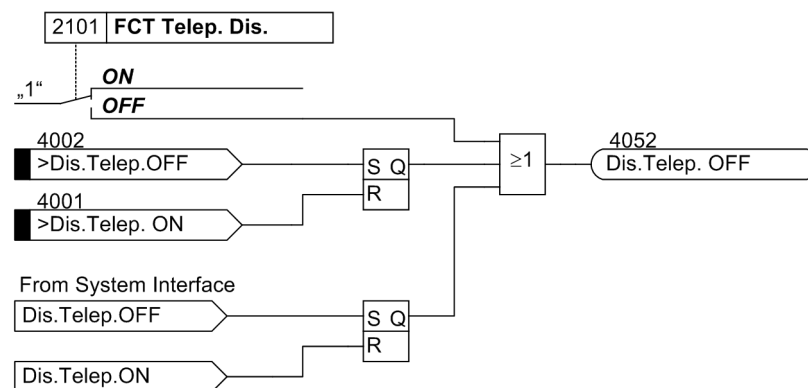 2101 FCT Telep. Dis.
ON
„1“
OFF
4002
>Dis.Telep.OFF
S Q
R
≥1
4052
Dis.Telep. OFF
4001
>Dis.Telep. ON
From System Interface
Dis.Telep.OFF
S Q
R
Dis.Telep.ON